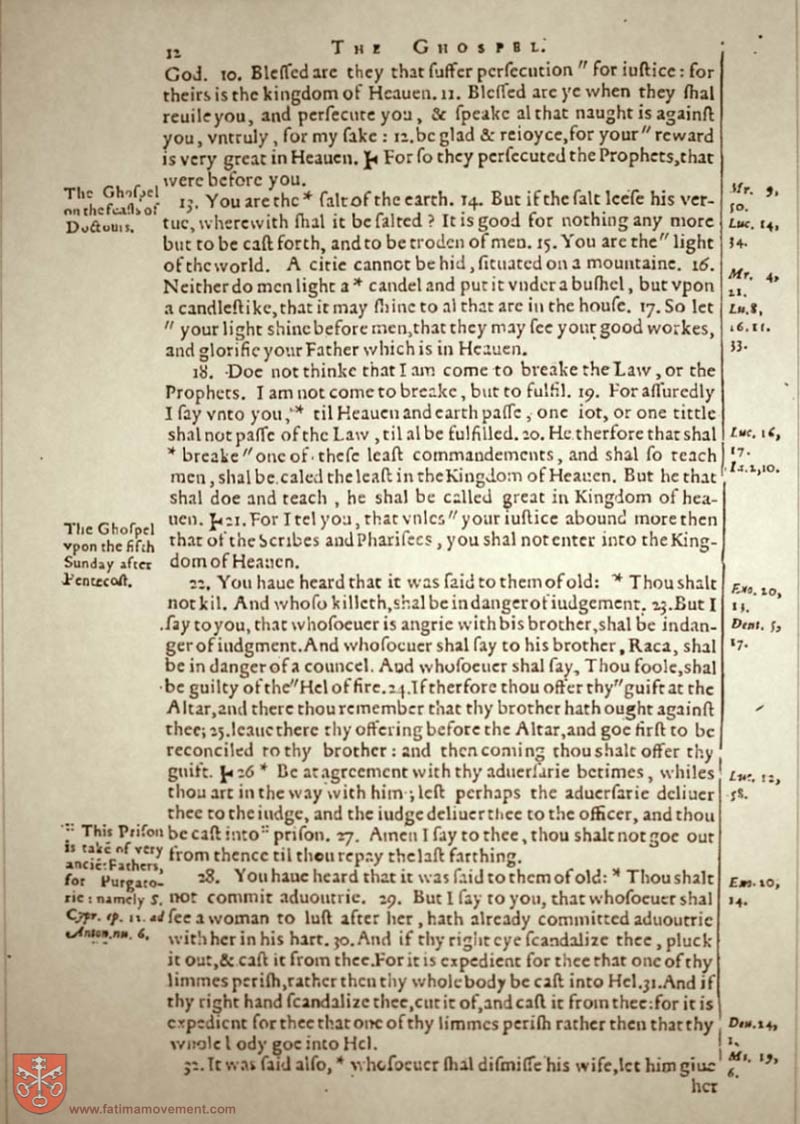 12
THE GHOSPEL.
God. 10. Bleſſed are they that ſuffer perſecution " for iuſtice: for
theirs is the kingdom of Heauen. 11. Bleſſed are ye when they ſhal
reuile you, and perſecute you, & ſpeake al that naught is againſt
you, vntruly, for my ſake: 12. be glad & reioyce, for your " reward
is very great in Heauen. For ſo they perſecuted the Prophets, that
were before you.
The Ghoſpel
on the feaſts of
Doctours.
13. You are the * ſalt of the earth. 14. But if the ſalt leeſe his ver-
tue, wherewith ſhal it be ſalted? It is good for nothing any more
but to be caſt forth, and to be troden of men. 15. You are the " light
of the world. A citie cannot be hid, ſituated on a mountaine. 16.
Neither do men light a * candel and put it vnder a buſhel, but vpon
a candleſtike, that it may ſhine to al that are in the houſe. 17. So let
" your light shine before men, that they may ſee your good workes,
and glorifie your Father which is in Heauen.
Mr. 9,
50.
Luc. 14,
34.
Mr. 4,
21.
Lu. 8,
16. 11.
33.
18. Doe not thinke that I am come to breake the Law, or the
Prophets. I am not come to breake, but to fulfil. 19. For aſſuredly
I ſay vnto you, * til Heauen and earth paſſe, one iot, or one tittle
shal not paſſe of the Law, til al be fulfilled. 20. He therfore that shal
* breake " one of theſe leaſt commandements, and shal ſo teach
men, shal be caled the leaſt in the Kingdom of Heauen. But he that
shal doe and teach, he shal be called great in Kingdom of hea-
uen. 21. For I tel you, that vnles " your iuſtice abound more then
that of the Scribes and Phariſees, you shal not enter into the King-
dom of Heauen.
Luc. 16,
17.
Ia. 2, 10.
The Ghoſpel
vpon the fifth
Sunday after
Pentecoſt.
22. You haue heard that it was ſaid to them of old: * Thou shalt
not kil. And whoſo killeth, shal be in danger of iudgement. 23. But I
ſay to you, that whoſoeuer is angrie with his brother, shal be in dan-
ger of iudgment. And whoſoeuer shal ſay to his brother, Raca, shal
be in danger of a councel. And whoſoeuer shal ſay, Thou foole, shal
be guilty of the " Hel of fire. 24. If therfore thou offer thy " guift at the
Altar, and there thou remember that thy brother hath ought againſt
thee; 25. leaue there thy offering before the Altar, and goe firſt to be
reconciled to thy brother: and then coming thou shalt offer thy
guift. 26 * Be at agreement with thy aduerſarie betimes, whiles
thou art in the way with him; leſt perhaps the aduerſarie deliuer
thee to the iudge, and the iudge deliuer thee to the officer, and thou
be caſt into :: priſon. 27. Amen I ſay to thee, thou shalt not goe out
from thence til thou repay the laſt farthing.
Exo. 20,
13.
Deut. 5,
17.
Luc. 12,
58.
:: This Priſon
is take of very
anciēt Fathers,
for Purgato-
rie: namely S.
Cypr. ep. 12. ad
Anton. nu. 6.
28. You haue heard that it was ſaid to them of old: * Thou shalt
not commit aduoutrie. 29. But I ſay to you, that whoſoeuer shal
ſee a woman to luſt after her, hath already committed aduoutrie
with her in his hart. 30. And if thy right eye ſcandalize thee, pluck
it out, & caſt it from thee. For it is expedient for thee that one of thy
limmes periſh, rather then thy whole body be caſt into Hel. 31. And if
thy right hand ſcandalize thee, cut it of, and caſt it from thee: for it is
expedient for thee that one of thy limmes periſh rather then that thy
whole body goe into Hel.
32. It was ſaid alſo, * whoſoeuer ſhal diſmiſſe his wife, let him giue
her
Exo. 20,
14.
Deu. 24,
1.
Mt. 19,
6.
www.fatimamovement.com